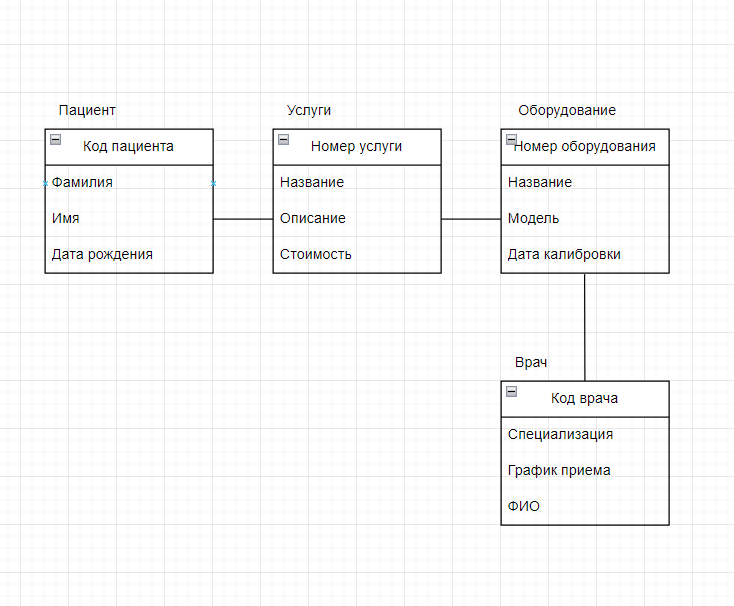 Пациент
Код пациента
Фамилия
Имя
Дата рождения
Услуги
Номер услуги
Название
Описание
Стоимость
Оборудование
Номер оборудования
Название
Модель
Дата калибровки
Врач
Код врача
Специализация
График приема
ФИО